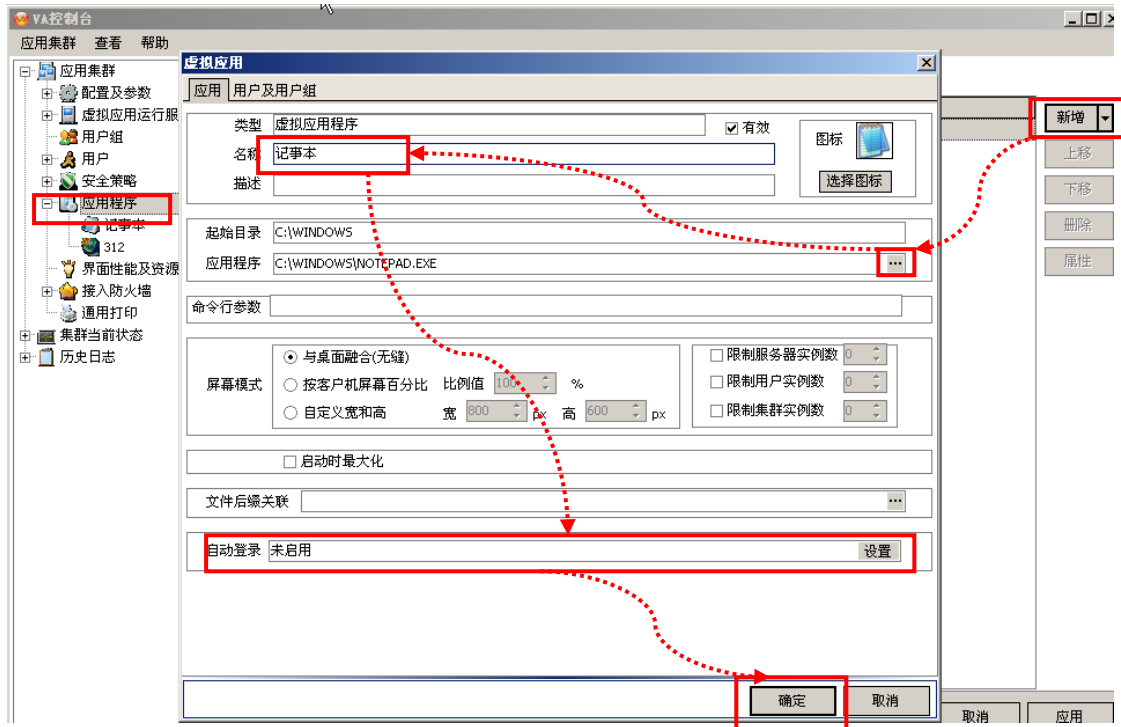 VA控制台
应用集群 查看 帮助
应用集群
配置及参数
虚拟应用运行服
用户组
用户
安全策略
应用程序
记事本
312
界面性能及资源
接入防火墙
通用打印
集群当前状态
历史日志
虚拟应用
应用 用户及用户组
类型 虚拟应用程序 有效
名称 记事本
描述
图标
选择图标
起始目录 C:\WINDOWS
应用程序 C:\WINDOWS\NOTEPAD.EXE ...
命令行参数
屏幕模式
与桌面融合(无缝)
按客户机屏幕百分比 比例值 100 %
自定义宽和高 宽 800 px 高 600 px
限制服务器实例数 0
限制用户实例数 0
限制集群实例数 0
启动时最大化
文件后缀关联 ...
自动登录 未启用 设置
确定 取消
新增
上移
下移
删除
属性
取消 应用